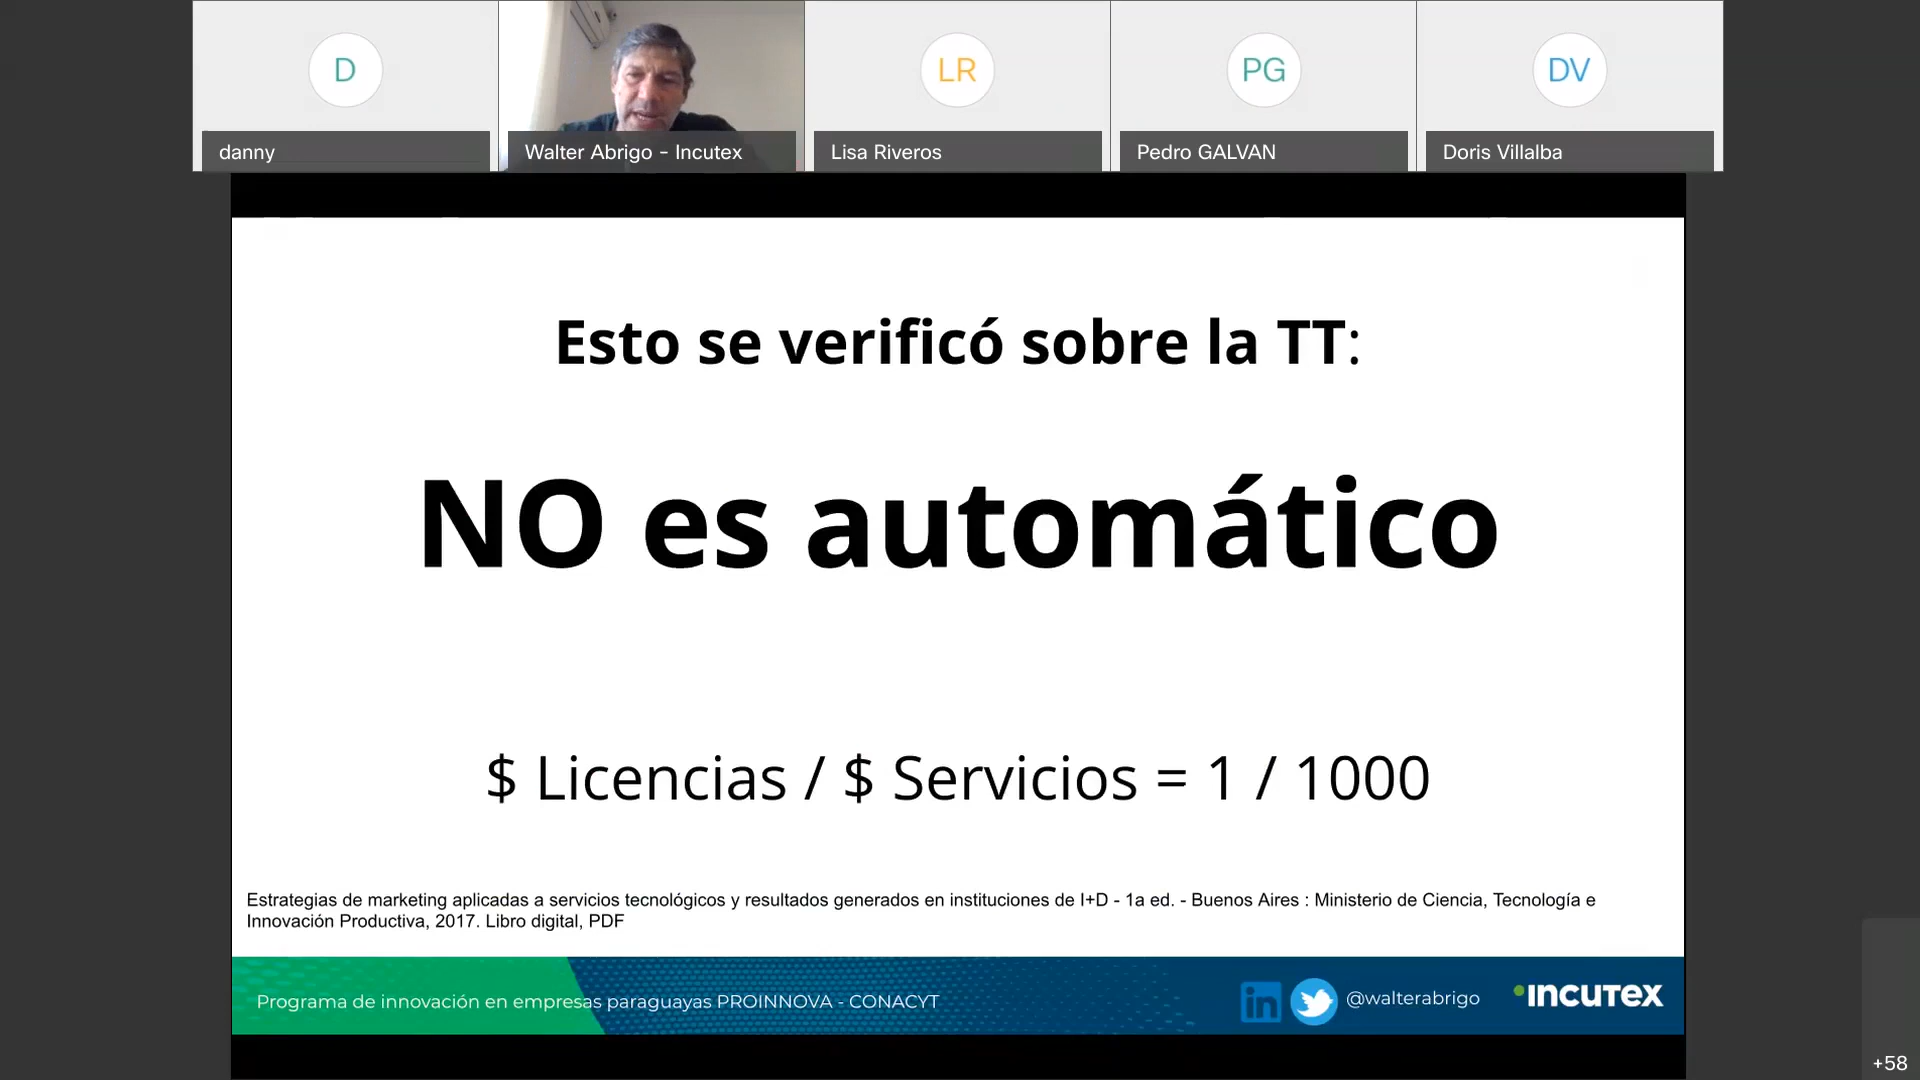 D
LR
PG
DV
danny
Walter Abrigo - Incutex
Lisa Riveros
Pedro GALVAN
Doris Villalba
Esto se verificó sobre la TT:
NO es automático
$ Licencias / $ Servicios = 1 / 1000
Estrategias de marketing aplicadas a servicios tecnológicos y resultados generados en instituciones de I+D - 1a ed. - Buenos Aires : Ministerio de Ciencia, Tecnología e
Innovación Productiva, 2017. Libro digital, PDF
Programa de innovación en empresas paraguayas PROINNOVA - CONACYT
in
@walterabrigo
INCUTEX
+58